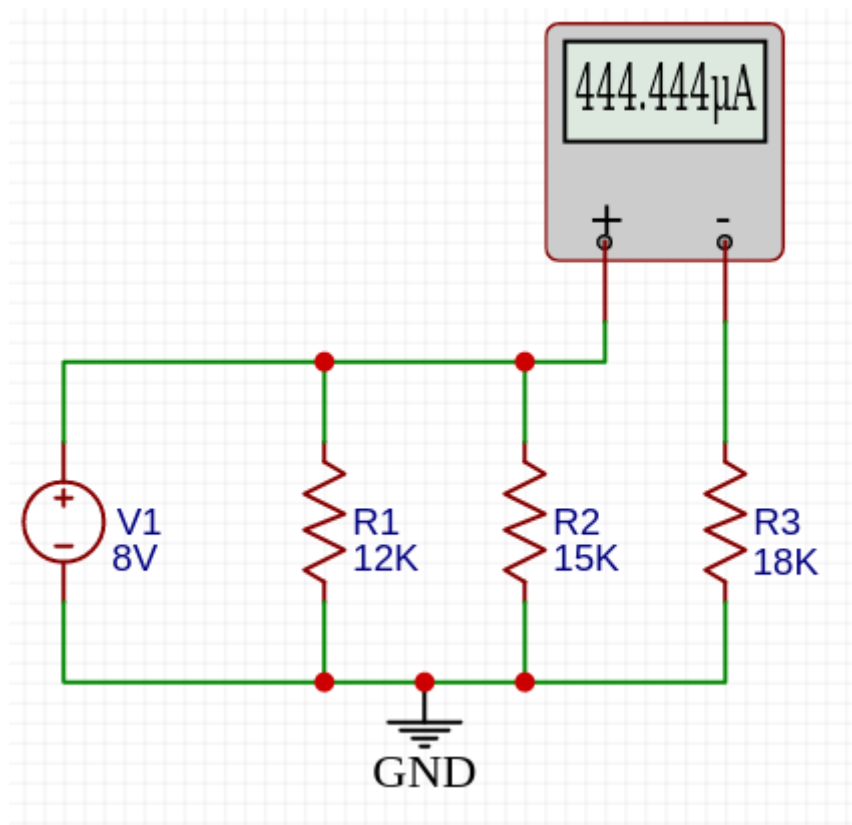 444.444µA
+ -
+
V1
8V
-
R1
12K
R2
15K
R3
18K
GND